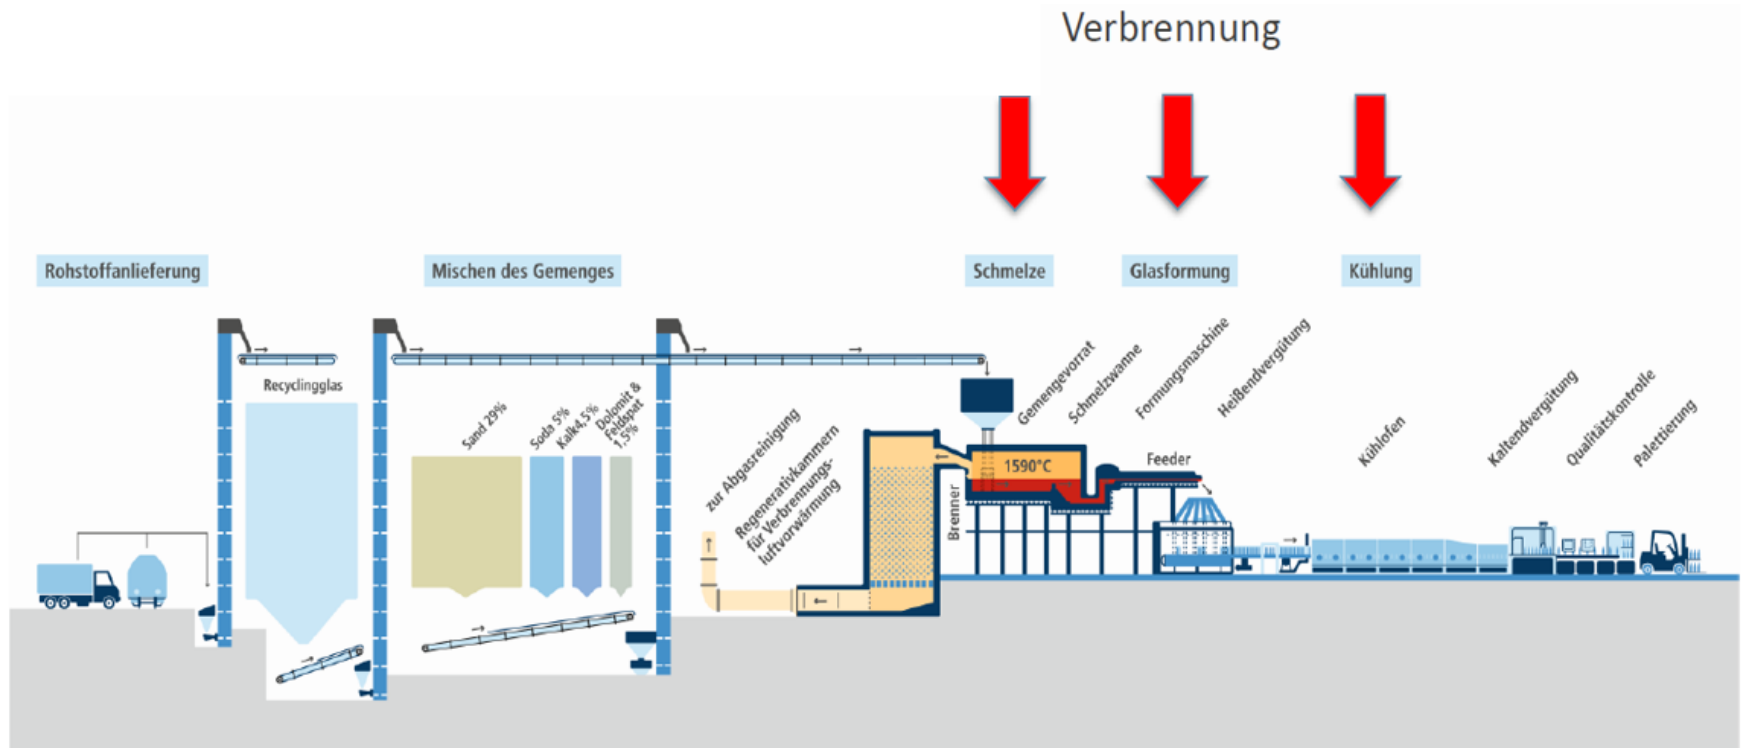 Verbrennung
Rohstoffanlieferung
Mischen des Gemenges
Schmelze
Glasformung
Kühlung
Recyclingglas
Sand 29%
Soda 5%
Kalk4,5%
Dolomit &
Feldspat
1,5%
zur Abgasreinigung
Regenerativkammern
für Verbrennungs-
luftvorwärmung
Brenner
1590°C
Gemengevorrat
Schmelzwanne
Formungsmaschine
Heißendvergütung
Feeder
Kühlofen
Kaltendvergütung
Qualitätskontrolle
Palettierung